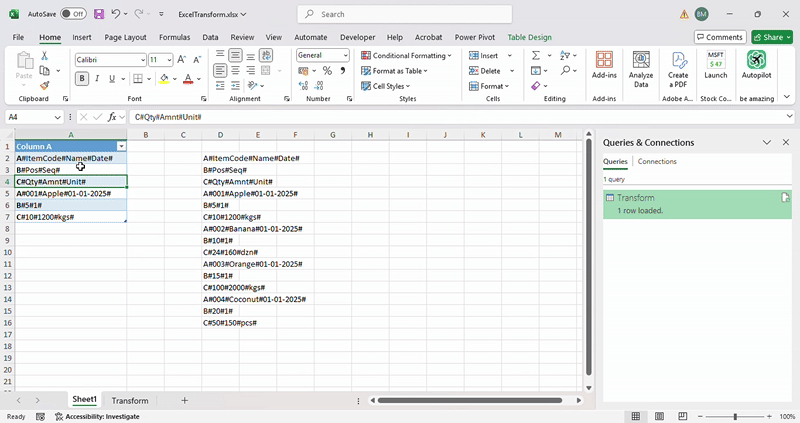 AutoSave Off ExcelTransform.xlsx Search BM
File Home Insert Page Layout Formulas Data Review View Automate Developer Help Acrobat Power Pivot Table Design Comments Share
Paste Calibri 11 General Conditional Formatting Insert Add-ins Analyze Create MSFT Autopilot
B I U Format as Table Delete Data a PDF 5.47
Cell Styles Format Launch
Clipboard Font Alignment Number Styles Cells Editing Add-ins Adobe A... Stock Co... be amazing
A4 fx C#Qty#Amnt#Unit#
A B C D E F G H I J K L M
1 Column A
2 A#ItemCode#Name#Date# A#ItemCode#Name#Date#
3 B#Pos#Seq# B#Pos#Seq#
4 C#Qty#Amnt#Unit# C#Qty#Amnt#Unit#
5 A#001#Apple#01-01-2025# A#001#Apple#01-01-2025#
6 B#5#1# B#5#1#
7 C#10#1200#kgs# C#10#1200#kgs#
8 A#002#Banana#01-01-2025#
9 B#10#1#
10 C#24#160#dzn#
11 A#003#Orange#01-01-2025#
12 B#15#1#
13 C#100#2000#kgs#
14 A#004#Coconut#01-01-2025#
15 B#20#1#
16 C#50#150#pcs#
17
18
19
20
21
Queries & Connections
Queries Connections
1 query
Transform
1 row loaded.
Sheet1 Transform
Ready Accessibility: Investigate 100%